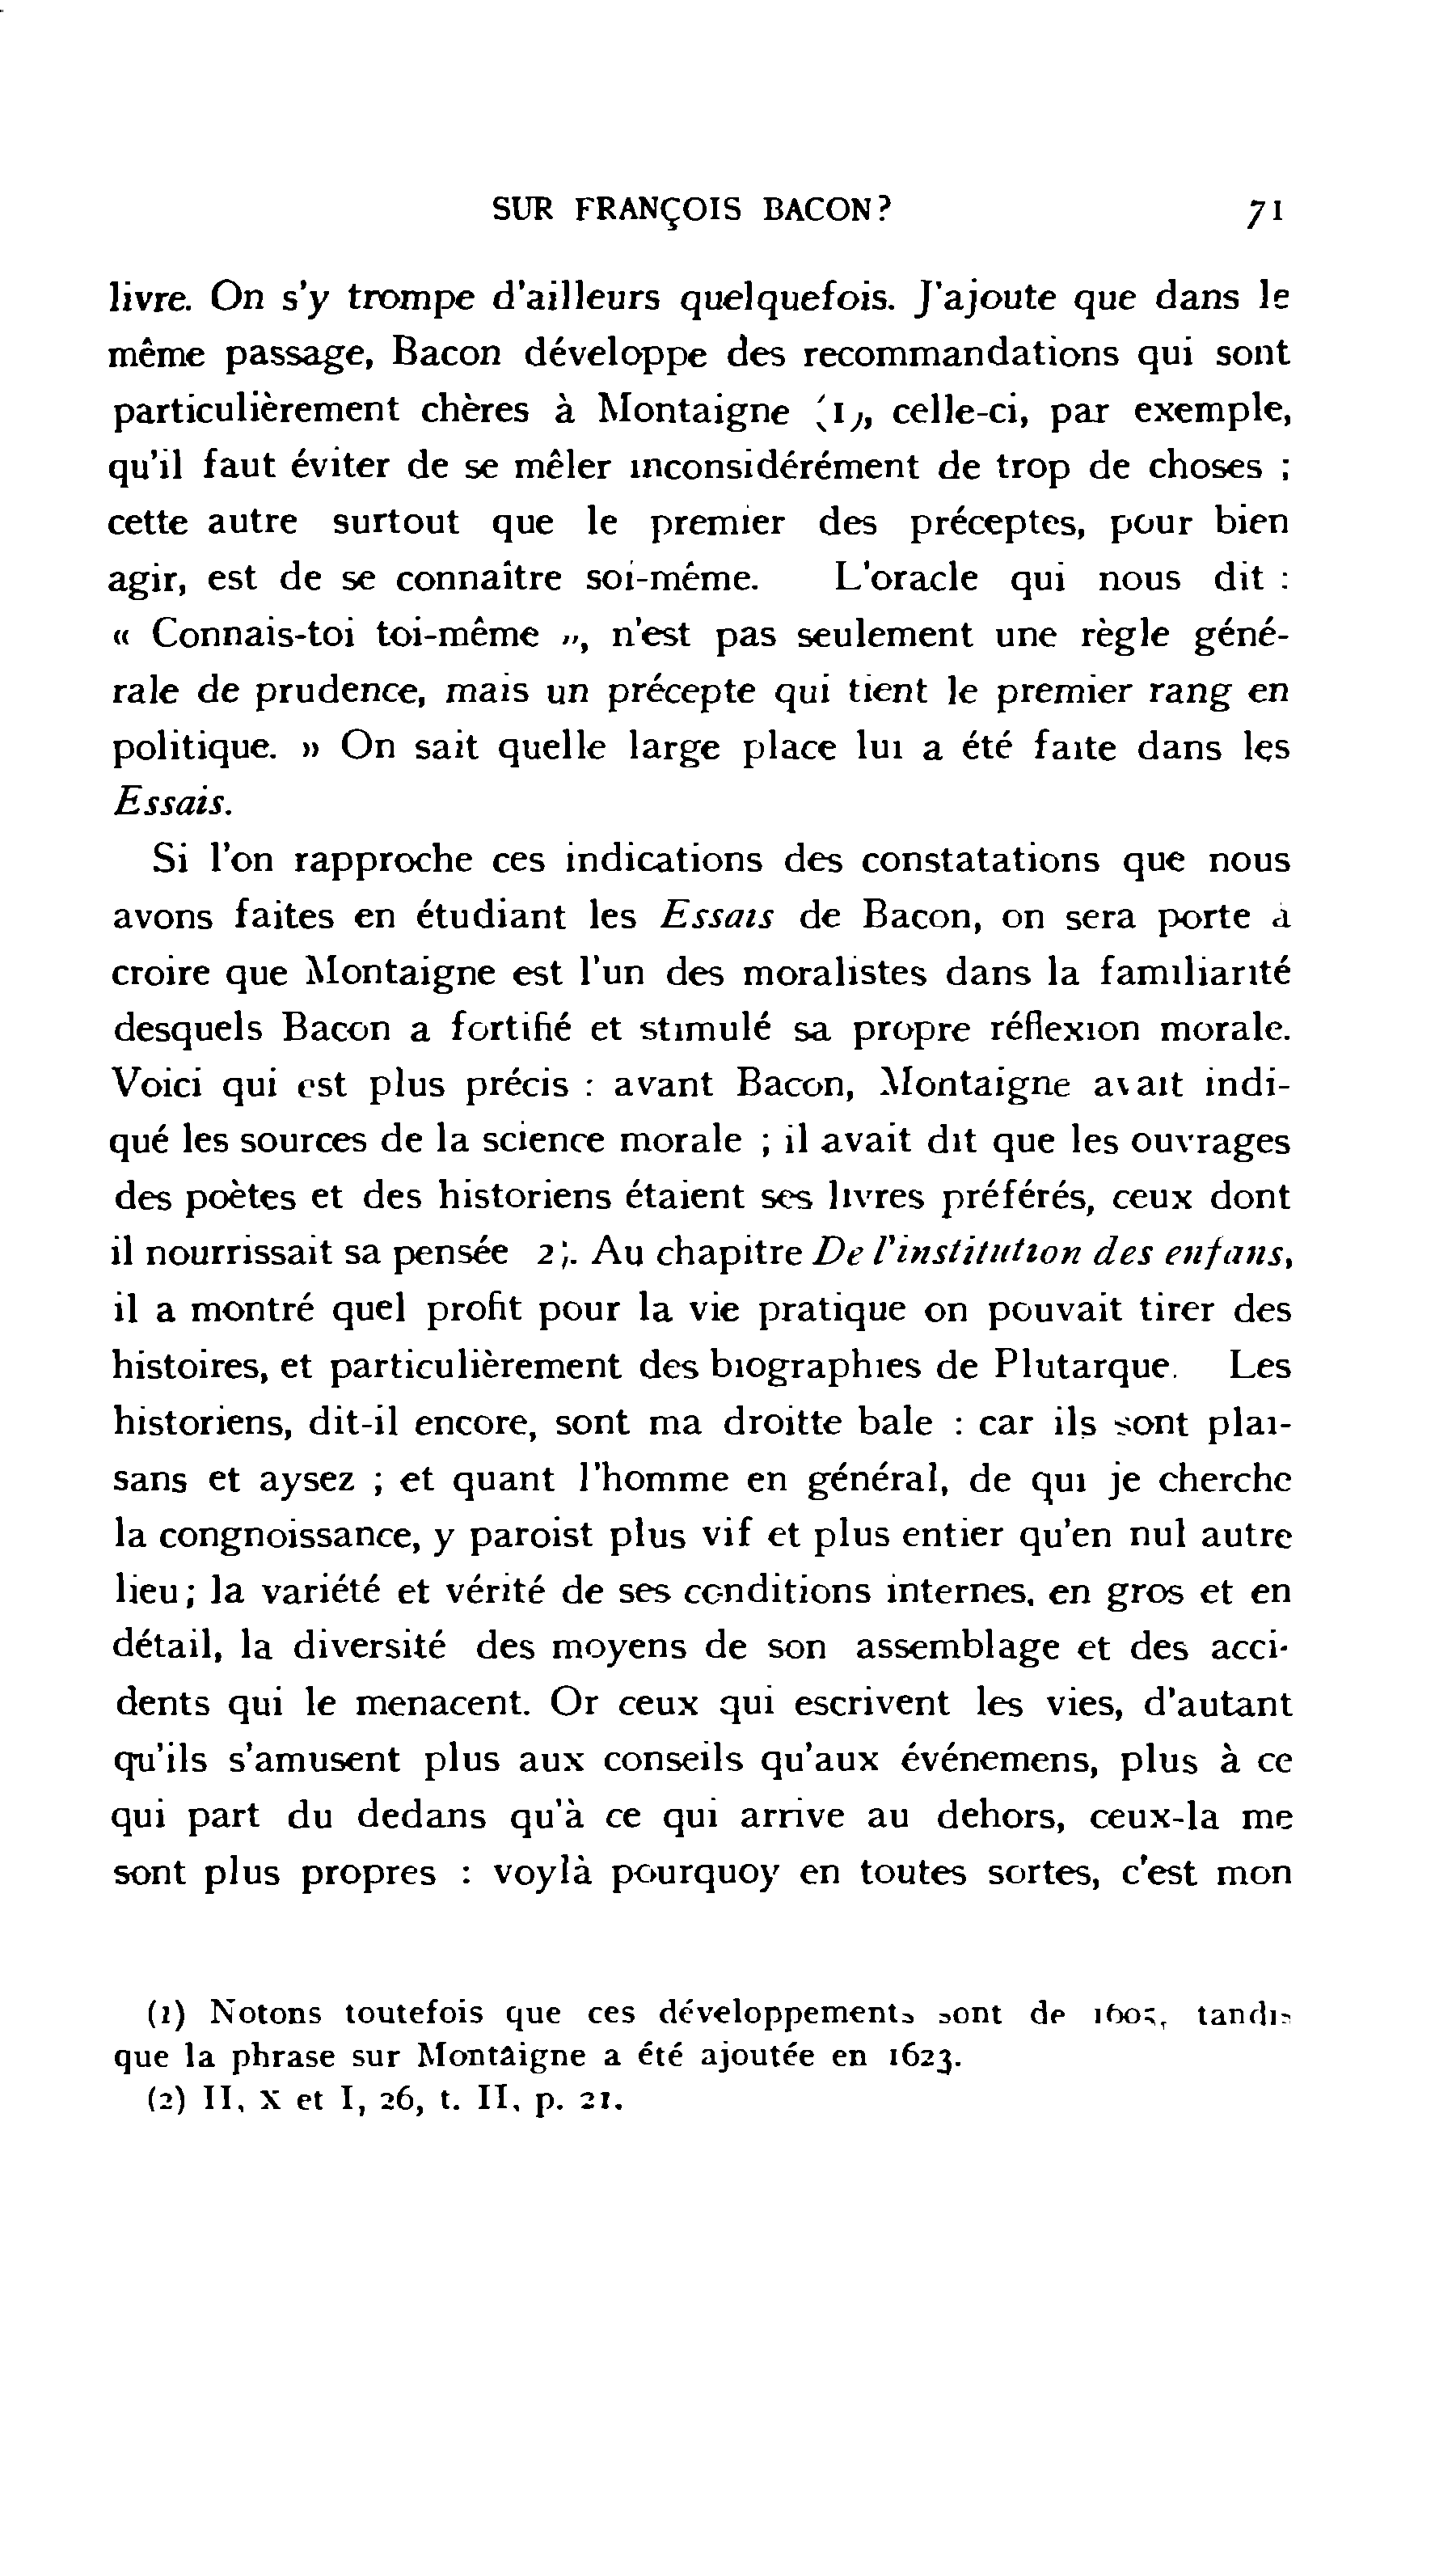 SUR FRANÇOIS BACON? 71
livre. On s'y trompe d'ailleurs quelquefois. J'ajoute que dans le
même passage, Bacon développe des recommandations qui sont
particulièrement chères à Montaigne (1), celle-ci, par exemple,
qu'il faut éviter de se mêler inconsidérément de trop de choses ;
cette autre surtout que le premier des préceptes, pour bien
agir, est de se connaître soi-même. L'oracle qui nous dit :
« Connais-toi toi-même », n'est pas seulement une règle géné-
rale de prudence, mais un précepte qui tient le premier rang en
politique. » On sait quelle large place lui a été faite dans les
Essais.
Si l'on rapproche ces indications des constatations que nous
avons faites en étudiant les Essais de Bacon, on sera porte à
croire que Montaigne est l'un des moralistes dans la familiarité
desquels Bacon a fortifié et stimulé sa propre réflexion morale.
Voici qui est plus précis : avant Bacon, Montaigne avait indi-
qué les sources de la science morale ; il avait dit que les ouvrages
des poètes et des historiens étaient ses livres préférés, ceux dont
il nourrissait sa pensée 2;. Au chapitre De l'institution des enfans,
il a montré quel profit pour la vie pratique on pouvait tirer des
histoires, et particulièrement des biographies de Plutarque. Les
historiens, dit-il encore, sont ma droitte bale : car ils sont plai-
sans et aysez ; et quant l'homme en général, de qui je cherche
la congnoissance, y paroist plus vif et plus entier qu'en nul autre
lieu ; la variété et vérité de ses conditions internes, en gros et en
détail, la diversité des moyens de son assemblage et des acci-
dents qui le menacent. Or ceux qui escrivent les vies, d'autant
qu'ils s'amusent plus aux conseils qu'aux événemens, plus à ce
qui part du dedans qu'à ce qui arrive au dehors, ceux-la me
sont plus propres : voylà pourquoy en toutes sortes, c'est mon
(1) Notons toutefois que ces développements sont de 1605, tandis
que la phrase sur Montaigne a été ajoutée en 1623.
(2) II, X et I, 26, t. II, p. 21.